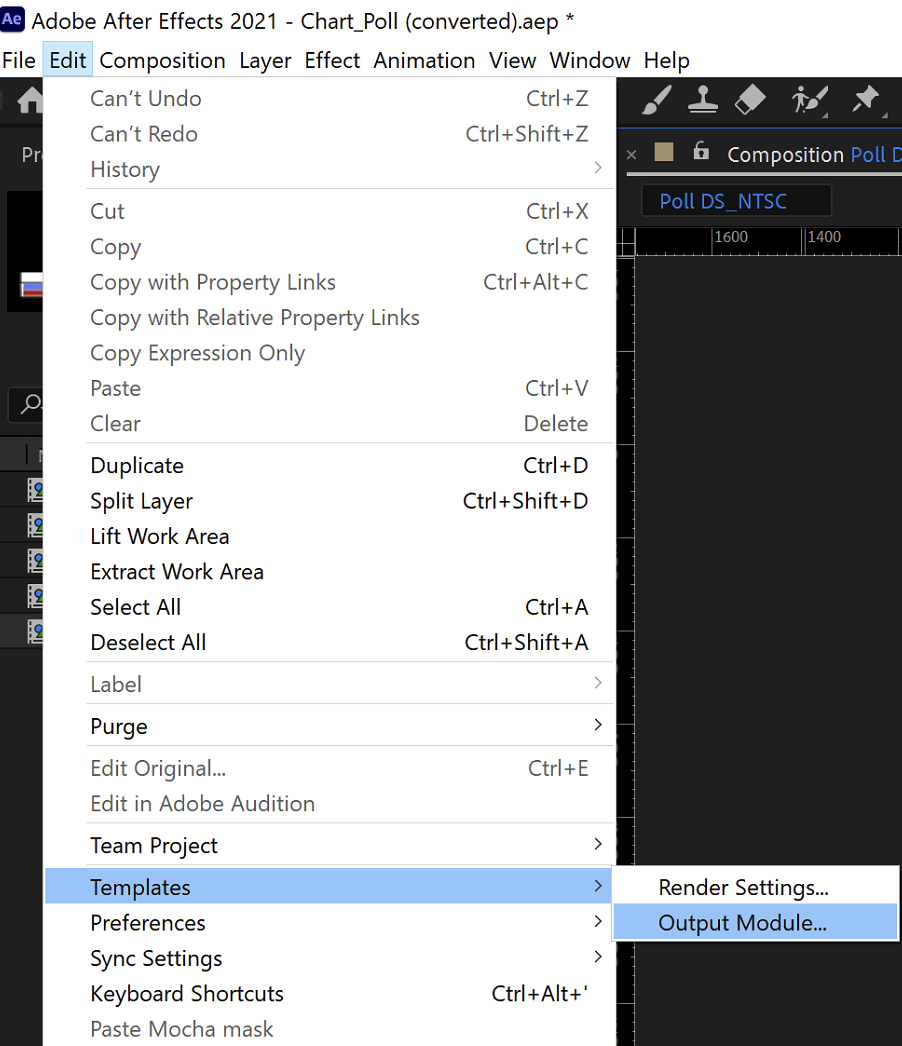 Ae Adobe After Effects 2021 - Chart_Poll (converted).aep *
File Edit Composition Layer Effect Animation View Window Help
Can't Undo Ctrl+Z
Can't Redo Ctrl+Shift+Z
History
Cut Ctrl+X
Copy Ctrl+C
Copy with Property Links Ctrl+Alt+C
Copy with Relative Property Links
Copy Expression Only
Paste Ctrl+V
Clear Delete
Duplicate Ctrl+D
Split Layer Ctrl+Shift+D
Lift Work Area
Extract Work Area
Select All Ctrl+A
Deselect All Ctrl+Shift+A
Label
Purge
Edit Original... Ctrl+E
Edit in Adobe Audition
Team Project
Templates
Preferences
Sync Settings
Keyboard Shortcuts Ctrl+Alt+'
Paste Mocha mask
Render Settings...
Output Module...
Composition Poll D
Poll DS_NTSC
1600 1400